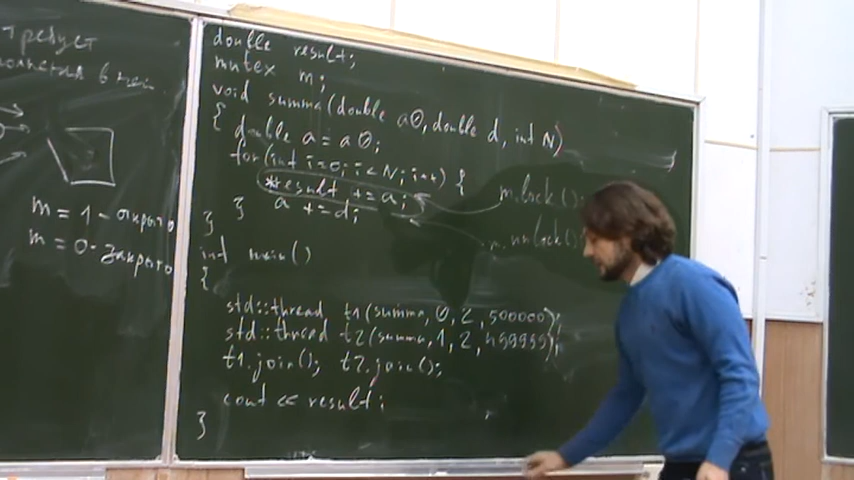 требует
m = 1 - открыто
m = 0 - закрыто
double result;
mutex m;
void summa(double a0, double d, int N)
{
double a = a0;
for(int i=0; i<N; i++) {
*result += a;
a += d;
}
}
m.lock();
m.unlock();
int main()
{
std::thread t1(summa, 0, 2, 500000);
std::thread t2(summa, 1, 2, 499999);
t1.join(); t2.join();
cout << result;
}